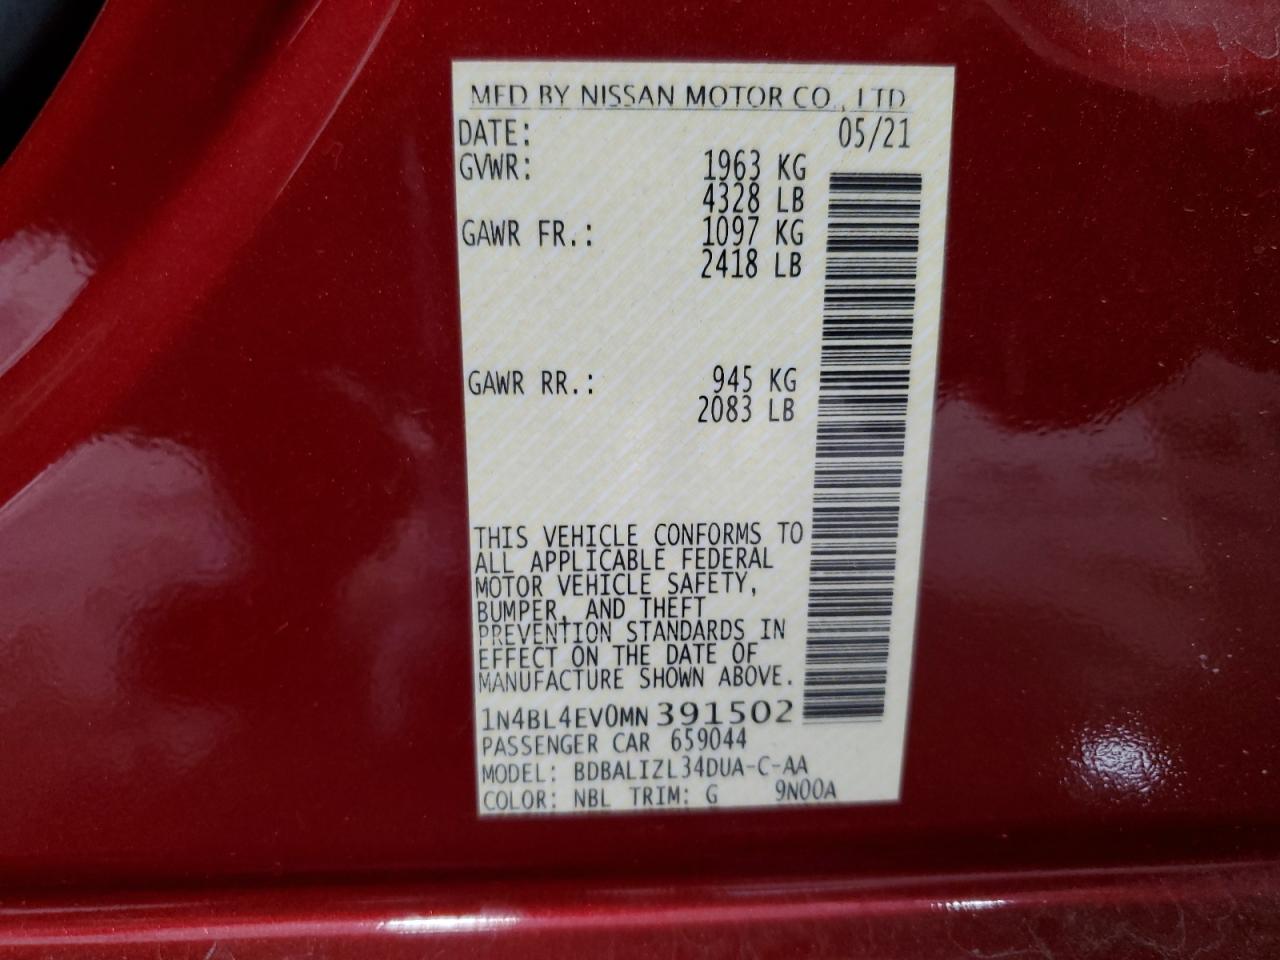 MFD BY NISSAN MOTOR CO., LTD
DATE: 05/21
GVWR: 1963 KG
4328 LB
GAWR FR.: 1097 KG
2418 LB
GAWR RR.: 945 KG
2083 LB
THIS VEHICLE CONFORMS TO
ALL APPLICABLE FEDERAL
MOTOR VEHICLE SAFETY,
BUMPER, AND THEFT
PREVENTION STANDARDS IN
EFFECT ON THE DATE OF
MANUFACTURE SHOWN ABOVE.
1N4BL4EV0MN391502
PASSENGER CAR 659044
MODEL: BDBALIZL34DUA-C-AA
COLOR: NBL TRIM: G 9N00A